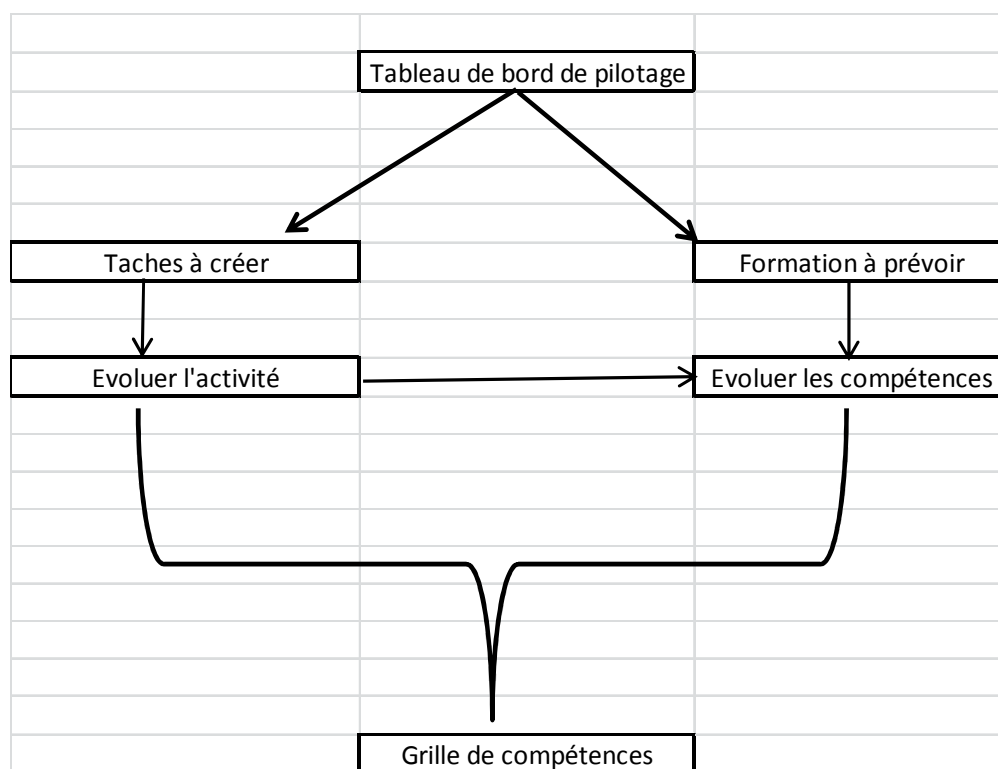 Tableau de bord de pilotage
Taches à créer
Formation à prévoir
Evoluer l'activité
Evoluer les compétences
Grille de compétences